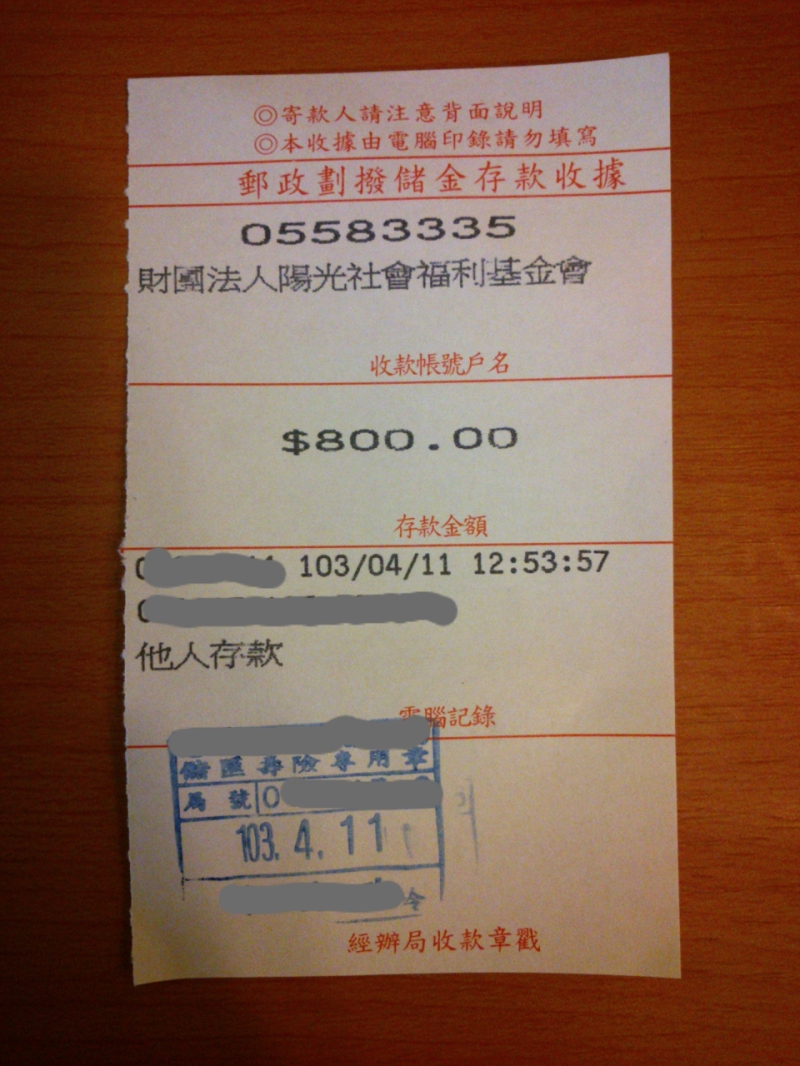 ◎寄款人請注意背面說明
◎本收據由電腦印錄請勿填寫
郵政劃撥儲金存款收據
05583335
財團法人陽光社會福利基金會
收款帳號戶名
$800.00
存款金額
103/04/11 12:53:57
他人存款
電腦記錄
儲匯壽險專用章
局號 0
103.4.11
經辦局收款章戳